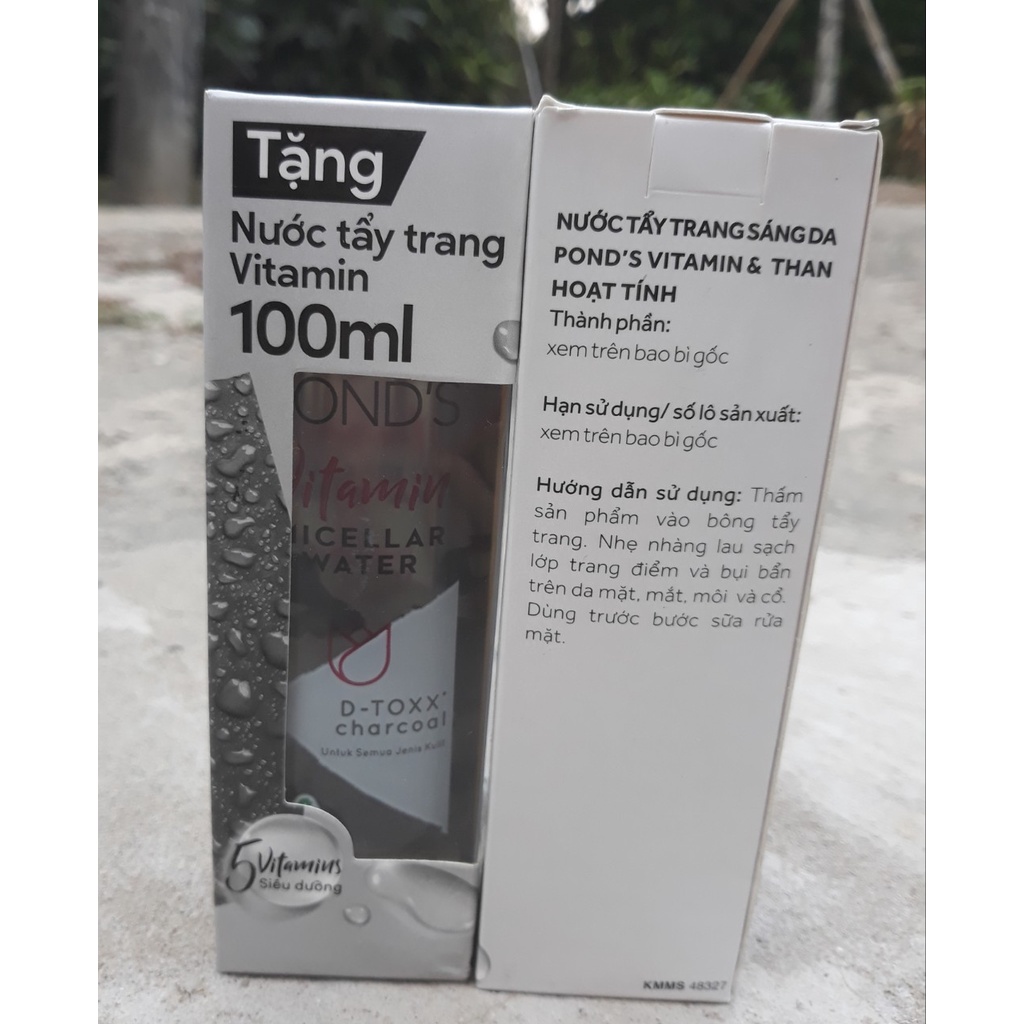 Tặng
Nước tẩy trang
Vitamin
100ml
POND'S
Vitamin
MICELLAR
WATER
D-TOXX
charcoal
Untuk Semua Jenis Kulit
5 Vitamins
Siêu dưỡng
NƯỚC TẨY TRANG SÁNG DA
POND'S VITAMIN & THAN
HOẠT TÍNH
Thành phần:
xem trên bao bì gốc
Hạn sử dụng/ số lô sản xuất:
xem trên bao bì gốc
Hướng dẫn sử dụng: Thấm
sản phẩm vào bông tẩy
trang. Nhẹ nhàng lau sạch
lớp trang điểm và bụi bẩn
trên da mặt, mắt, môi và cổ.
Dùng trước bước sữa rửa
mặt.
KMMS 48327